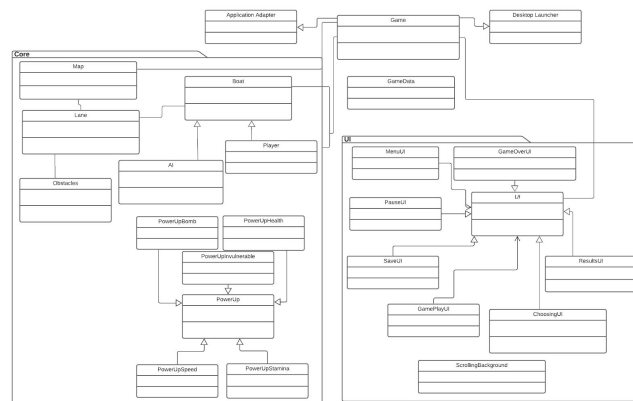 Application Adapter
Game
Desktop Launcher
Core
Map
Boat
GameData
Lane
Player
AI
Obstacles
UI
MenuUI
GameOverUI
UI
PauseUI
PowerUpBomb
PowerUpHealth
PowerUpInvulnerable
SaveUI
ResultsUI
PowerUp
GamePlayUI
ChoosingUI
PowerUpSpeed
PowerUpStamina
ScrollingBackground